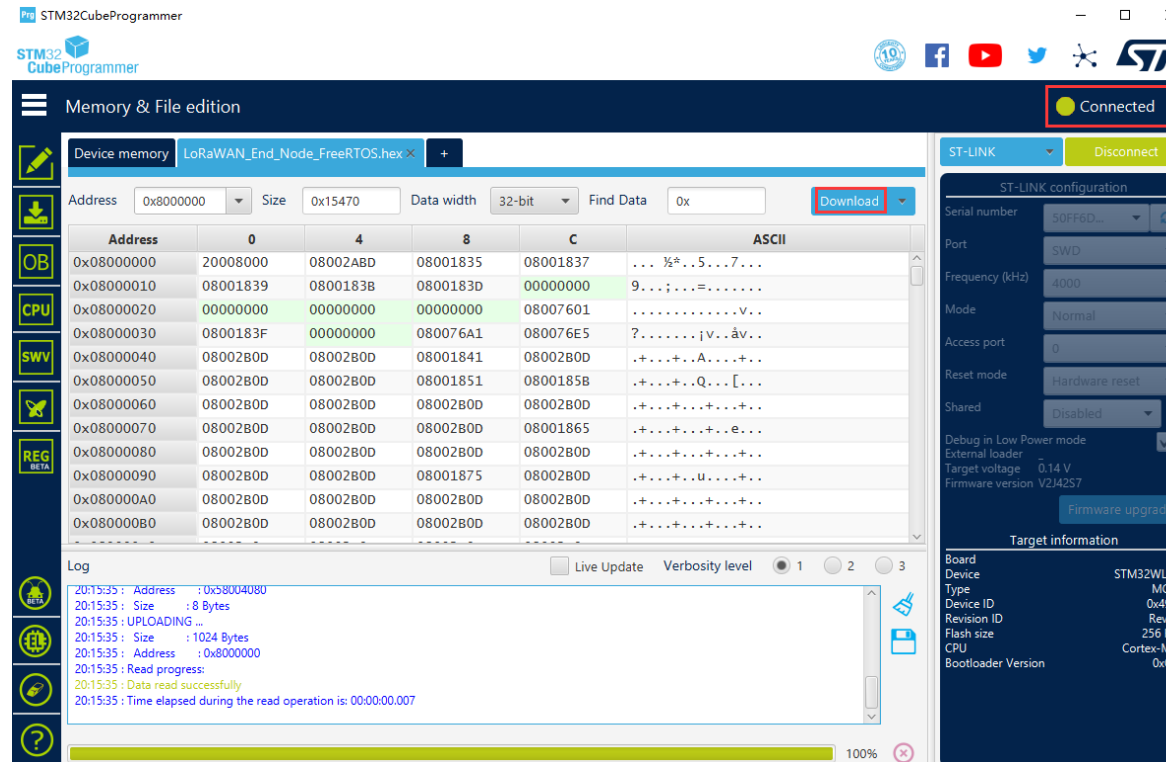 Prg STM32CubeProgrammer
STM32
CubeProgrammer
10
Memory & File edition
Connected
Device memory LoRaWAN_End_Node_FreeRTOS.hex × +
ST-LINK Disconnect
Address 0x8000000 Size 0x15470 Data width 32-bit Find Data 0x Download
Address 0 4 8 C ASCII
0x08000000 20008000 08002ABD 08001835 08001837 ... ½*..5...7...
0x08000010 08001839 0800183B 0800183D 00000000 9...;...=.......
0x08000020 00000000 00000000 00000000 08007601 .............v..
0x08000030 0800183F 00000000 080076A1 080076E5 ?.......¡v..åv..
0x08000040 08002B0D 08002B0D 08001841 08002B0D .+...+..A....+..
0x08000050 08002B0D 08002B0D 08001851 0800185B .+...+..Q...[...
0x08000060 08002B0D 08002B0D 08002B0D 08002B0D .+...+...+...+..
0x08000070 08002B0D 08002B0D 08002B0D 08001865 .+...+...+..e...
0x08000080 08002B0D 08002B0D 08002B0D 08002B0D .+...+...+...+..
0x08000090 08002B0D 08002B0D 08001875 08002B0D .+...+..u....+..
0x080000A0 08002B0D 08002B0D 08002B0D 08002B0D .+...+...+...+..
0x080000B0 08002B0D 08002B0D 08002B0D 08002B0D .+...+...+...+..
OB
CPU
SWV
REG
BETA
BETA
Log Live Update Verbosity level 1 2 3
20:15:35 : Address : 0x58004080
20:15:35 : Size : 8 Bytes
20:15:35 : UPLOADING ...
20:15:35 : Size : 1024 Bytes
20:15:35 : Address : 0x8000000
20:15:35 : Read progress:
20:15:35 : Data read successfully
20:15:35 : Time elapsed during the read operation is: 00:00:00.007
100%
ST-LINK configuration
Serial number 50FF6D...
Port SWD
Frequency (kHz) 4000
Mode Normal
Access port 0
Reset mode Hardware reset
Shared Disabled
Debug in Low Power mode
External loader _
Target voltage 0.14 V
Firmware version V2J42S7
Firmware upgrad
Target information
Board
Device STM32WL
Type
Device ID
Revision ID Rev
Flash size 256
CPU Cortex-M
Bootloader Version